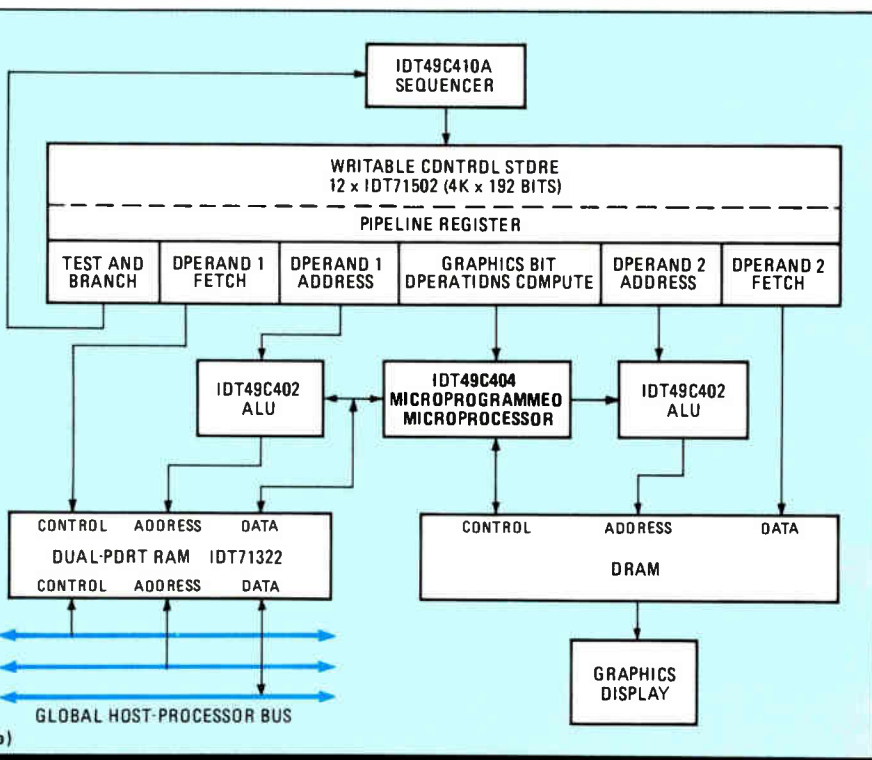 IDT49C410A
SEQUENCER
WRITABLE CONTROL STORE
12 x IDT71502 (4K x 192 BITS)
PIPELINE REGISTER
TEST AND
BRANCH
OPERAND 1
FETCH
OPERAND 1
ADDRESS
GRAPHICS BIT
OPERATIONS COMPUTE
OPERAND 2
ADDRESS
OPERAND 2
FETCH
IDT49C402
ALU
IDT49C404
MICROPROGRAMMED
MICROPROCESSOR
IDT49C402
ALU
CONTROL ADDRESS DATA
DUAL-PORT RAM IDT71322
CONTROL ADDRESS DATA
CONTROL ADDRESS DATA
DRAM
GRAPHICS
DISPLAY
GLOBAL HOST-PROCESSOR BUS